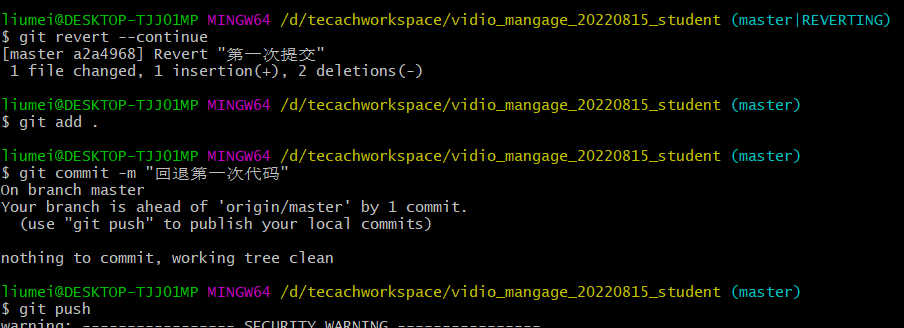 liumei@DESKTOP-TJJO1MP MINGW64 /d/tecachworkspace/vidio_mangage_20220815_student (master|REVERTING)
$ git revert --continue
[master a2a4968] Revert "第一次提交"
 1 file changed, 1 insertion(+), 2 deletions(-)
liumei@DESKTOP-TJJO1MP MINGW64 /d/tecachworkspace/vidio_mangage_20220815_student (master)
$ git add .
liumei@DESKTOP-TJJO1MP MINGW64 /d/tecachworkspace/vidio_mangage_20220815_student (master)
$ git commit -m "回退第一次代码"
On branch master
Your branch is ahead of 'origin/master' by 1 commit.
  (use "git push" to publish your local commits)
nothing to commit, working tree clean
liumei@DESKTOP-TJJO1MP MINGW64 /d/tecachworkspace/vidio_mangage_20220815_student (master)
$ git push
warning: ----------------- SECURITY WARNING ----------------